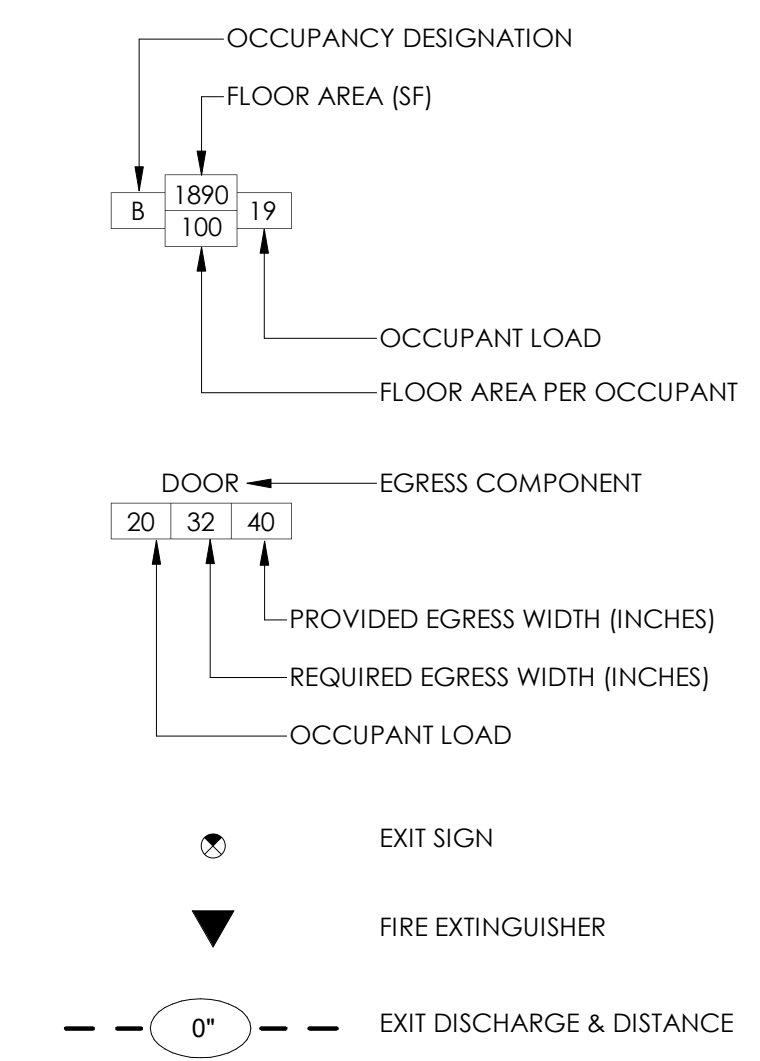 OCCUPANCY DESIGNATION
FLOOR AREA (SF)
1890
B
19
100
OCCUPANT LOAD
FLOOR AREA PER OCCUPANT
DOOR
EGRESS COMPONENT
20 32 40
PROVIDED EGRESS WIDTH (INCHES)
REQUIRED EGRESS WIDTH (INCHES)
OCCUPANT LOAD
EXIT SIGN
FIRE EXTINGUISHER
0" EXIT DISCHARGE & DISTANCE